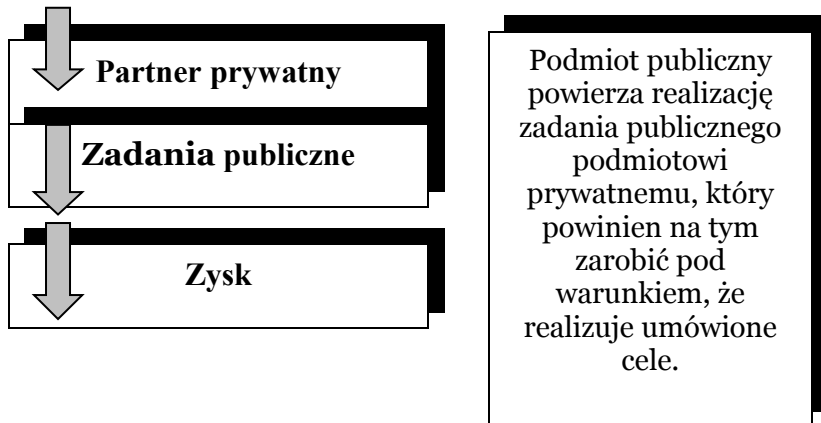 Partner prywatny
Zadania publiczne
Zysk
Podmiot publiczny
powierza realizację
zadania publicznego
podmiotowi
prywatnemu, który
powinien na tym
zarobić pod
warunkiem, że
realizuje umówione
cele.